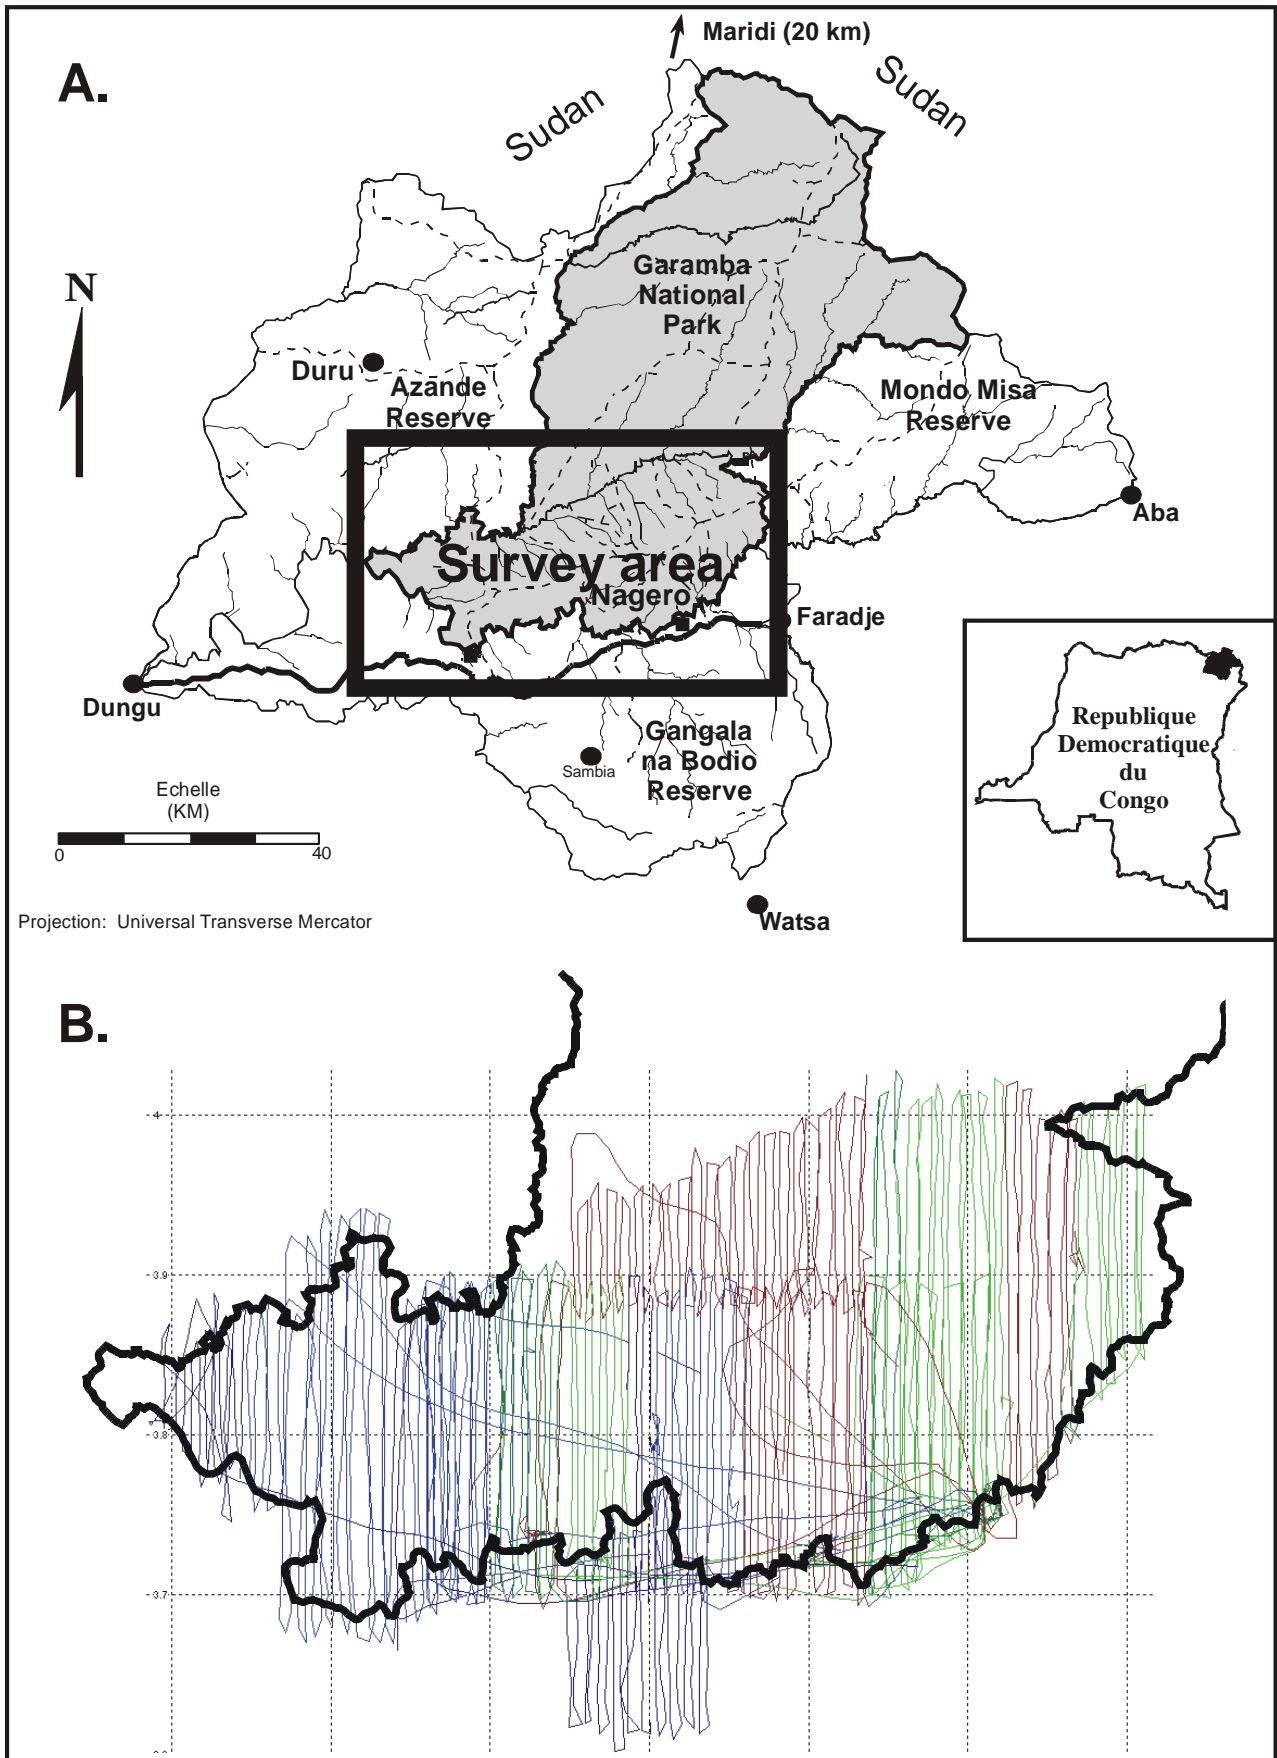 Maridi (20 km)
A.
Sudan
Sudan
N
Garamba
National
Park
Duru
Azande
Reserve
Mondo Misa
Reserve
Aba
Survey area
Nagero
Faradje
Dungu
Gangala
na Bodio
Reserve
Sambia
Echelle
(KM)
0
40
Republique
Democratique
du
Congo
Projection: Universal Transverse Mercator
Watsa
B.
4
3.9
3.8
3.7